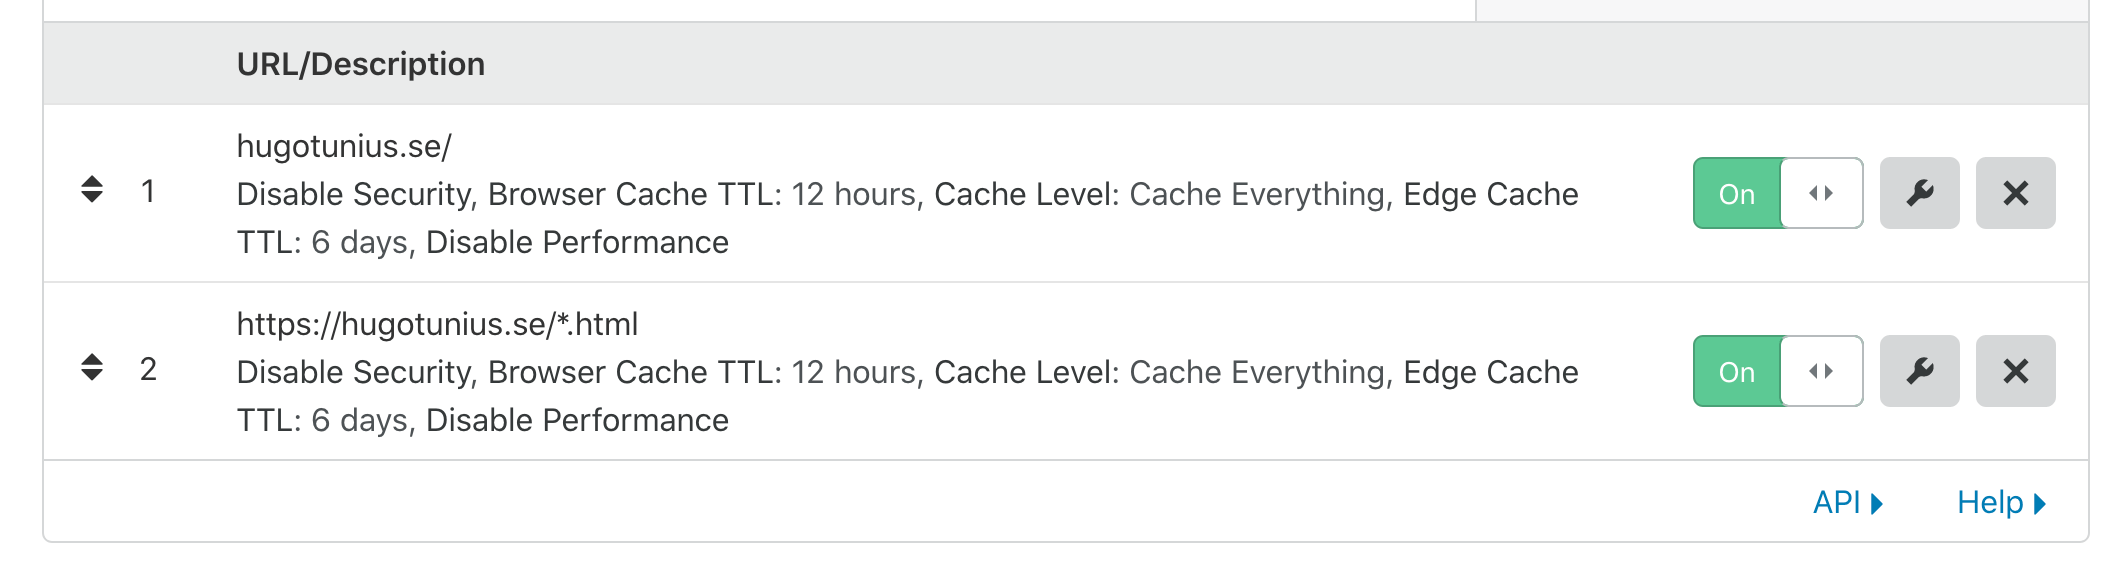 URL/Description
1
hugotunius.se/
Disable Security, Browser Cache TTL: 12 hours, Cache Level: Cache Everything, Edge Cache
TTL: 6 days, Disable Performance
On
2
https://hugotunius.se/*.html
Disable Security, Browser Cache TTL: 12 hours, Cache Level: Cache Everything, Edge Cache
TTL: 6 days, Disable Performance
On
API Help